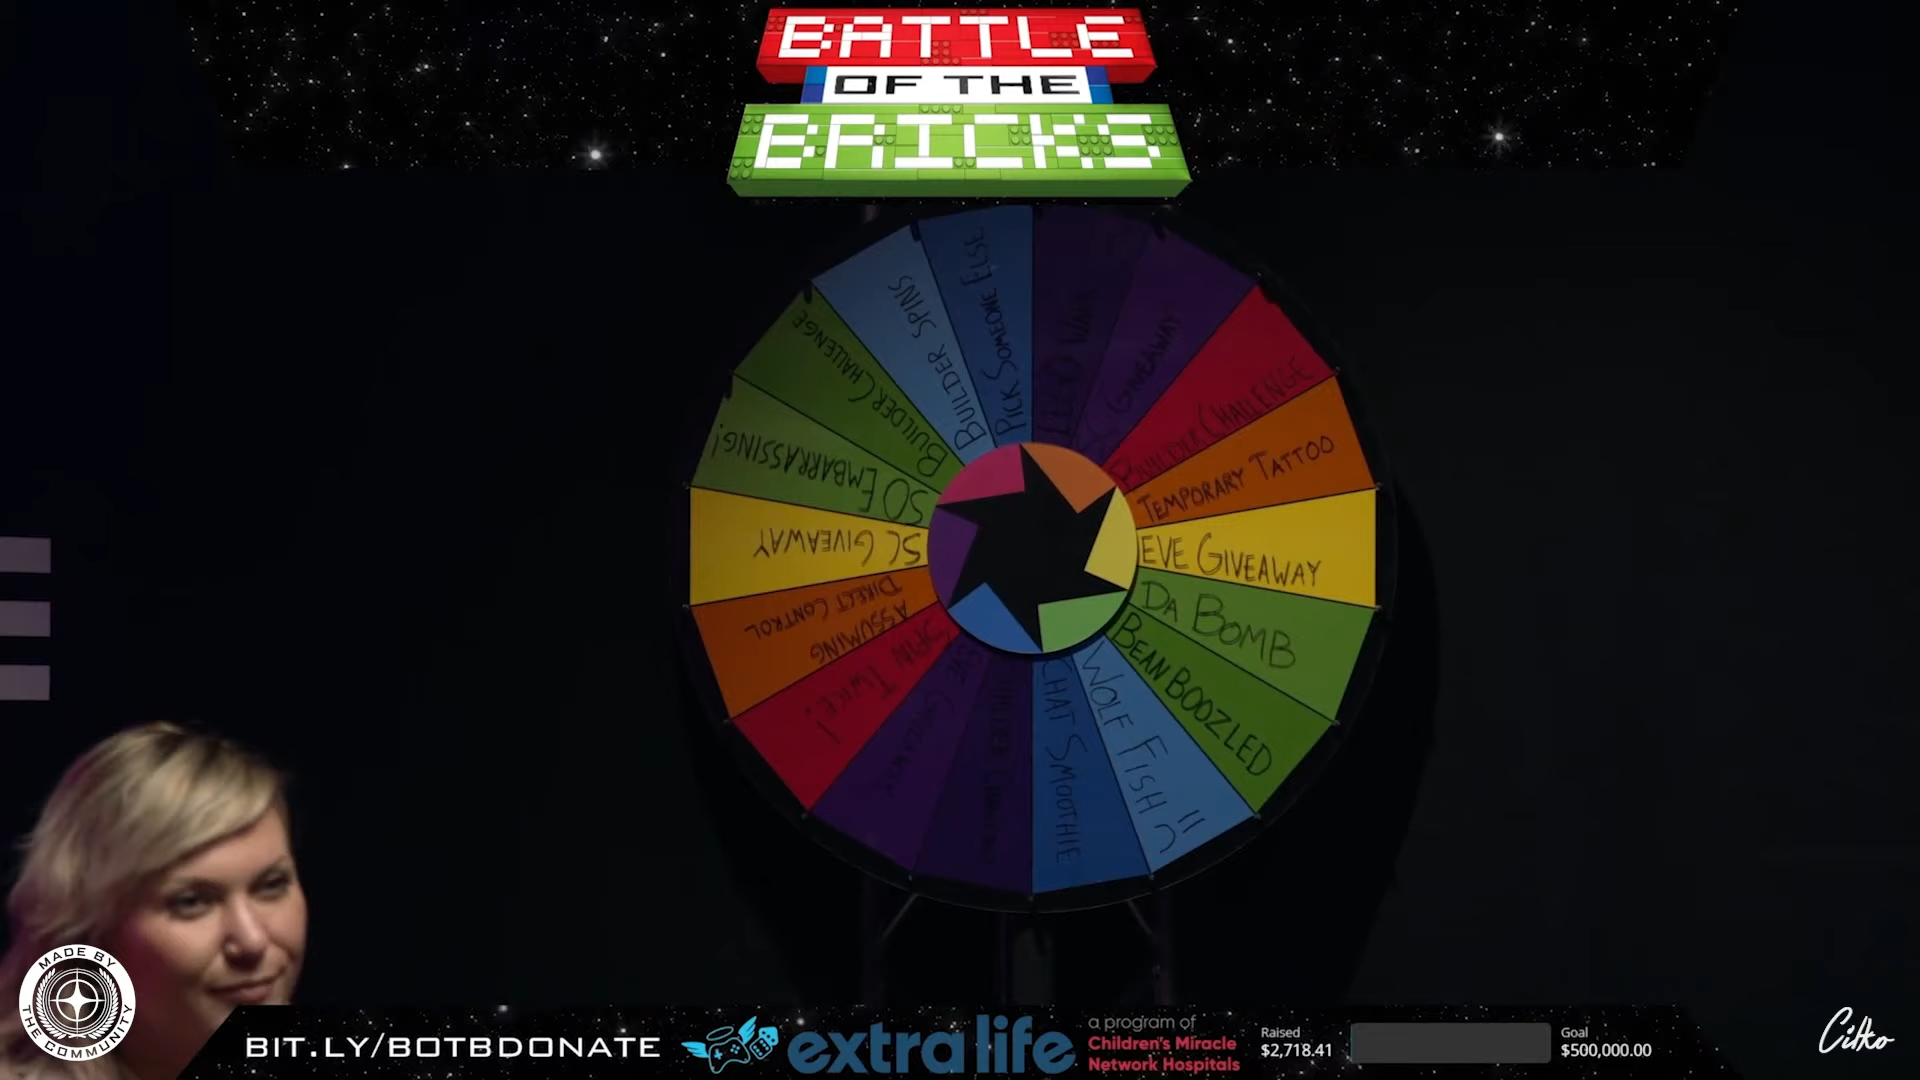 BATTLE
OF THE
BRICKS
PICK SOMEONE ELSE
GIVEAWAY
BUILDER CHALLENGE
TEMPORARY TATTOO
EVE GIVEAWAY
DA BOMB
BEAN BOOZLED
WOLF FISH
CHAT SMOOTHIE
EVE GIVEAWAY
SPIN TWICE!
ASSUMING
DIRECT CONTROL
SC GIVEAWAY
SO EMBARRASSING!
BUILDER CHALLENGE
BUILDER SPINS
MADE BY
THE COMMUNITY
BIT.LY/BOTBDONATE
extra life
a program of
Children's Miracle
Network Hospitals
Raised
$2,718.41
Goal
$500,000.00
Citko